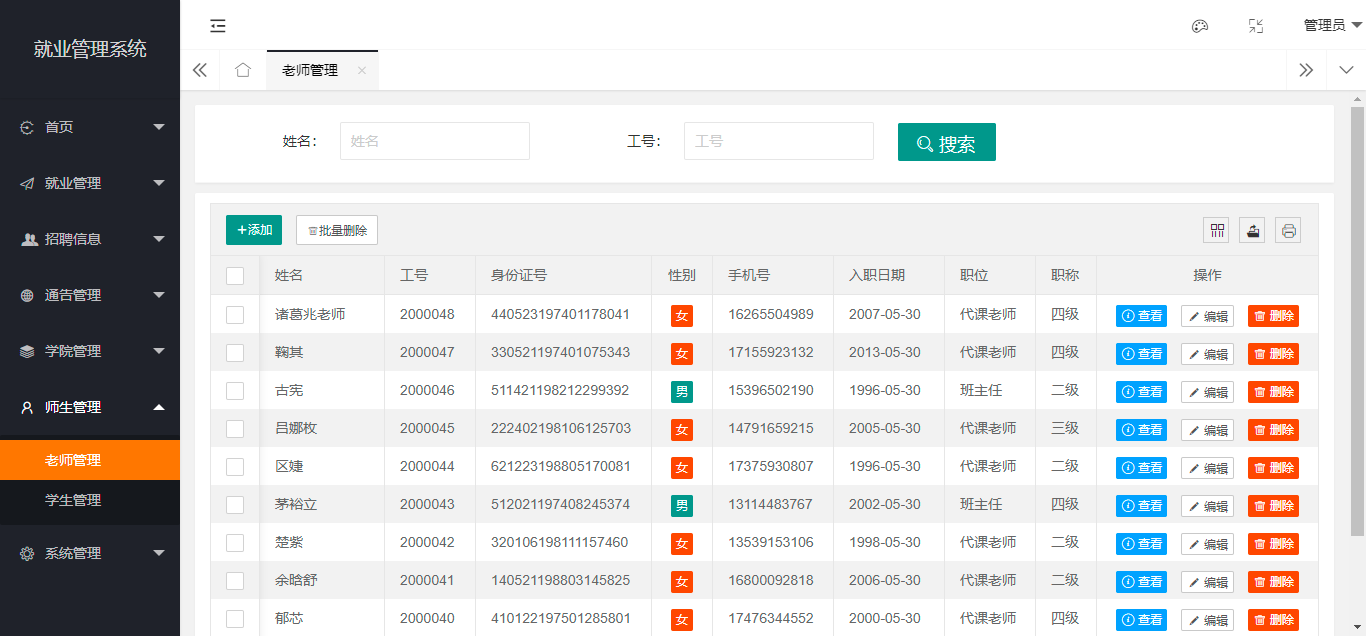 就业管理系统
管理员
老师管理
首页
就业管理
招聘信息
通告管理
学院管理
师生管理
老师管理
学生管理
系统管理
姓名： 姓名 工号： 工号 搜索
添加 批量删除
姓名 工号 身份证号 性别 手机号 入职日期 职位 职称 操作
诸葛兆老师 2000048 440523197401178041 女 16265504989 2007-05-30 代课老师 四级 查看 编辑 删除
鞠其 2000047 330521197401075343 女 17155923132 2013-05-30 代课老师 四级 查看 编辑 删除
古宪 2000046 511421198212299392 男 15396502190 1996-05-30 班主任 二级 查看 编辑 删除
吕娜枚 2000045 222402198106125703 女 14791659215 2005-05-30 代课老师 三级 查看 编辑 删除
区婕 2000044 621223198805170081 女 17375930807 1996-05-30 代课老师 二级 查看 编辑 删除
茅裕立 2000043 512021197408245374 男 13114483767 2002-05-30 班主任 四级 查看 编辑 删除
楚紫 2000042 320106198111157460 女 13539153106 1998-05-30 代课老师 二级 查看 编辑 删除
余晗舒 2000041 140521198803145825 女 16800092818 2006-05-30 代课老师 二级 查看 编辑 删除
郁芯 2000040 410122197501285801 女 17476344552 2000-05-30 代课老师 四级 查看 编辑 删除